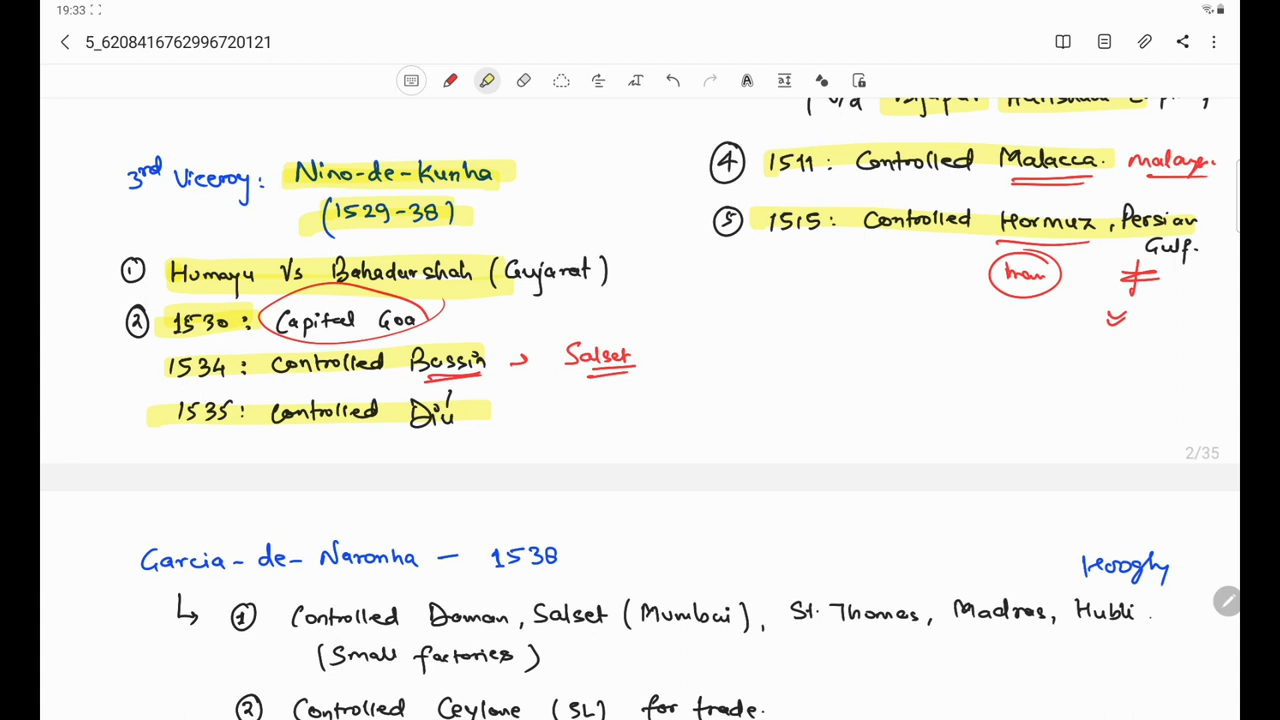 19:33
5_6208416762996720121
3rd Viceroy: Nino-de-Kunha
(1529-38)
① Humayu Vs Bahadurshah (Gujarat)
② 1530: Capital Goa
1534: Controlled Bassin, Salset
1535: Controlled Diu
④ 1511: Controlled Malacca. malaya.
⑤ 1515: Controlled Hormuz, Persian
Gulf.
Iran
2/35
Garcia-de-Naronha - 1538
Hooghly
① Controlled Daman, Salset (Mumbai), St. Thomas, Madras, Hubli.
(Small factories)
② Controlled Ceylone (SL) for trade.